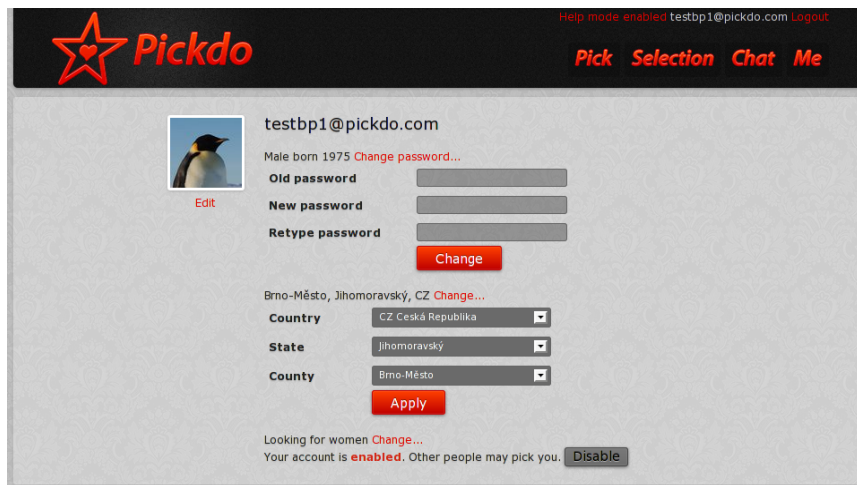 Help mode enabled testbp1@pickdo.com Logout
Pickdo
Pick Selection Chat Me
testbp1@pickdo.com
Male born 1975 Change password...
Edit
Old password
New password
Retype password
Change
Brno-Město, Jihomoravský, CZ Change...
Country CZ Česká Republika
State Jihomoravský
County Brno-Město
Apply
Looking for women Change...
Your account is enabled. Other people may pick you. Disable